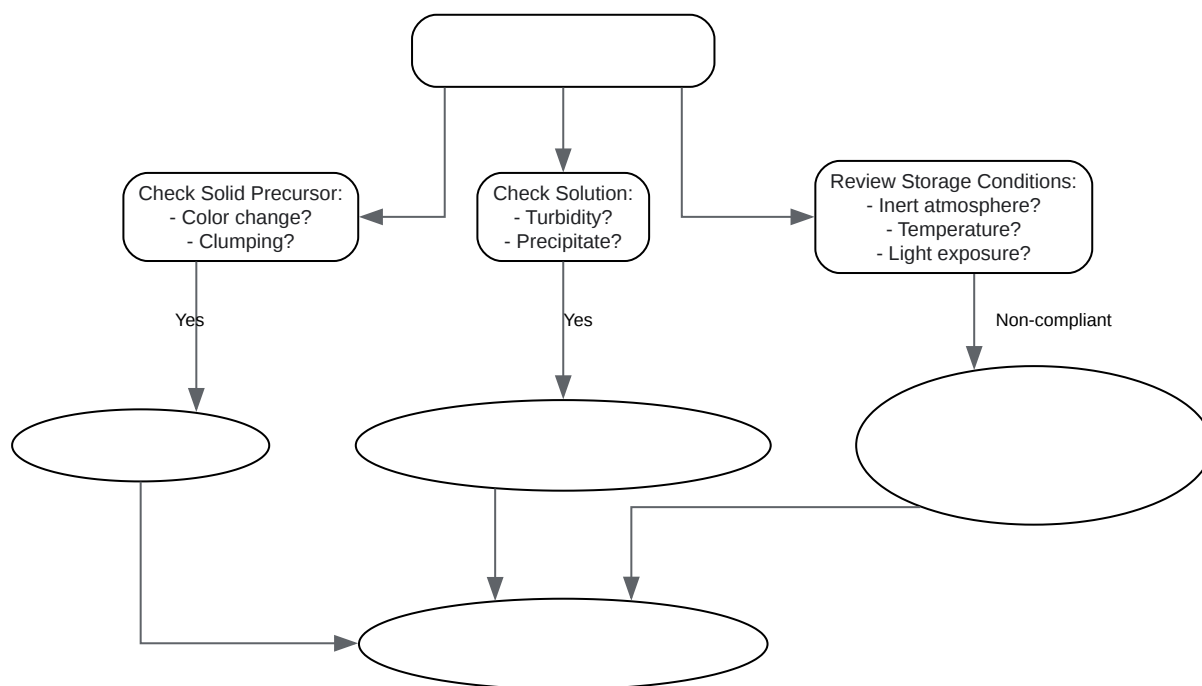 Check Solid Precursor:
- Color change?
- Clumping?
Check Solution:
- Turbidity?
- Precipitate?
Review Storage Conditions:
- Inert atmosphere?
- Temperature?
- Light exposure?
Yes
Yes
Non-compliant